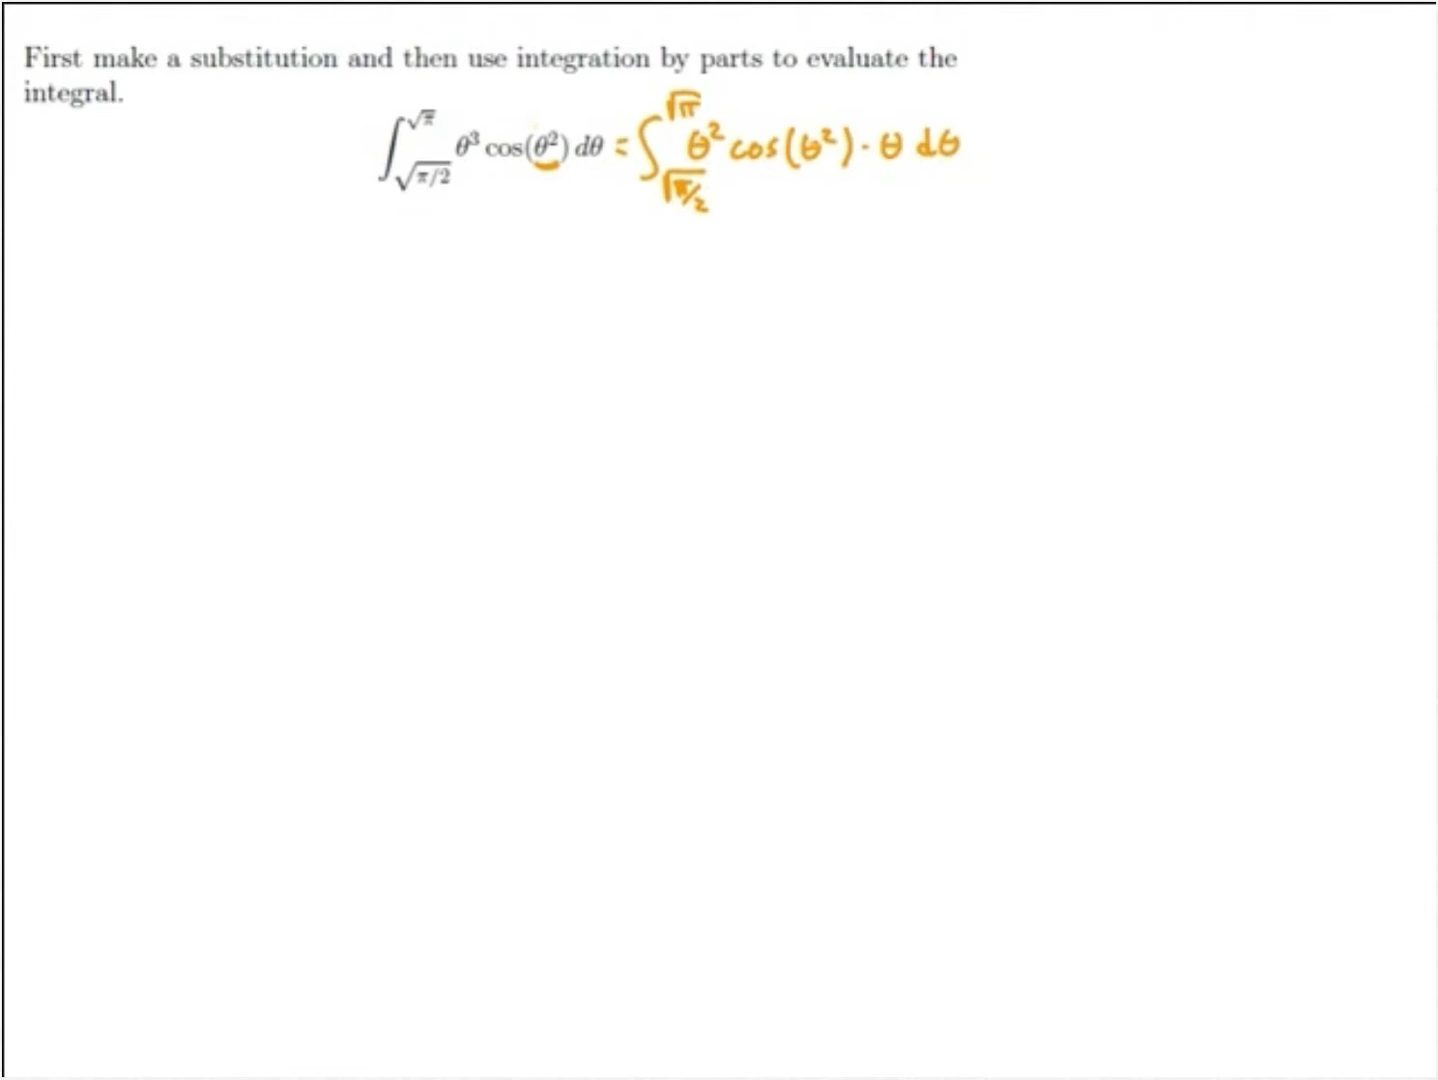 First make a substitution and then use integration by parts to evaluate the
integral.
∫_{√(π/2)}^{√π} θ³ cos(θ²) dθ = ∫_{√(π/2)}^{√π} θ² cos(θ²) · θ dθ